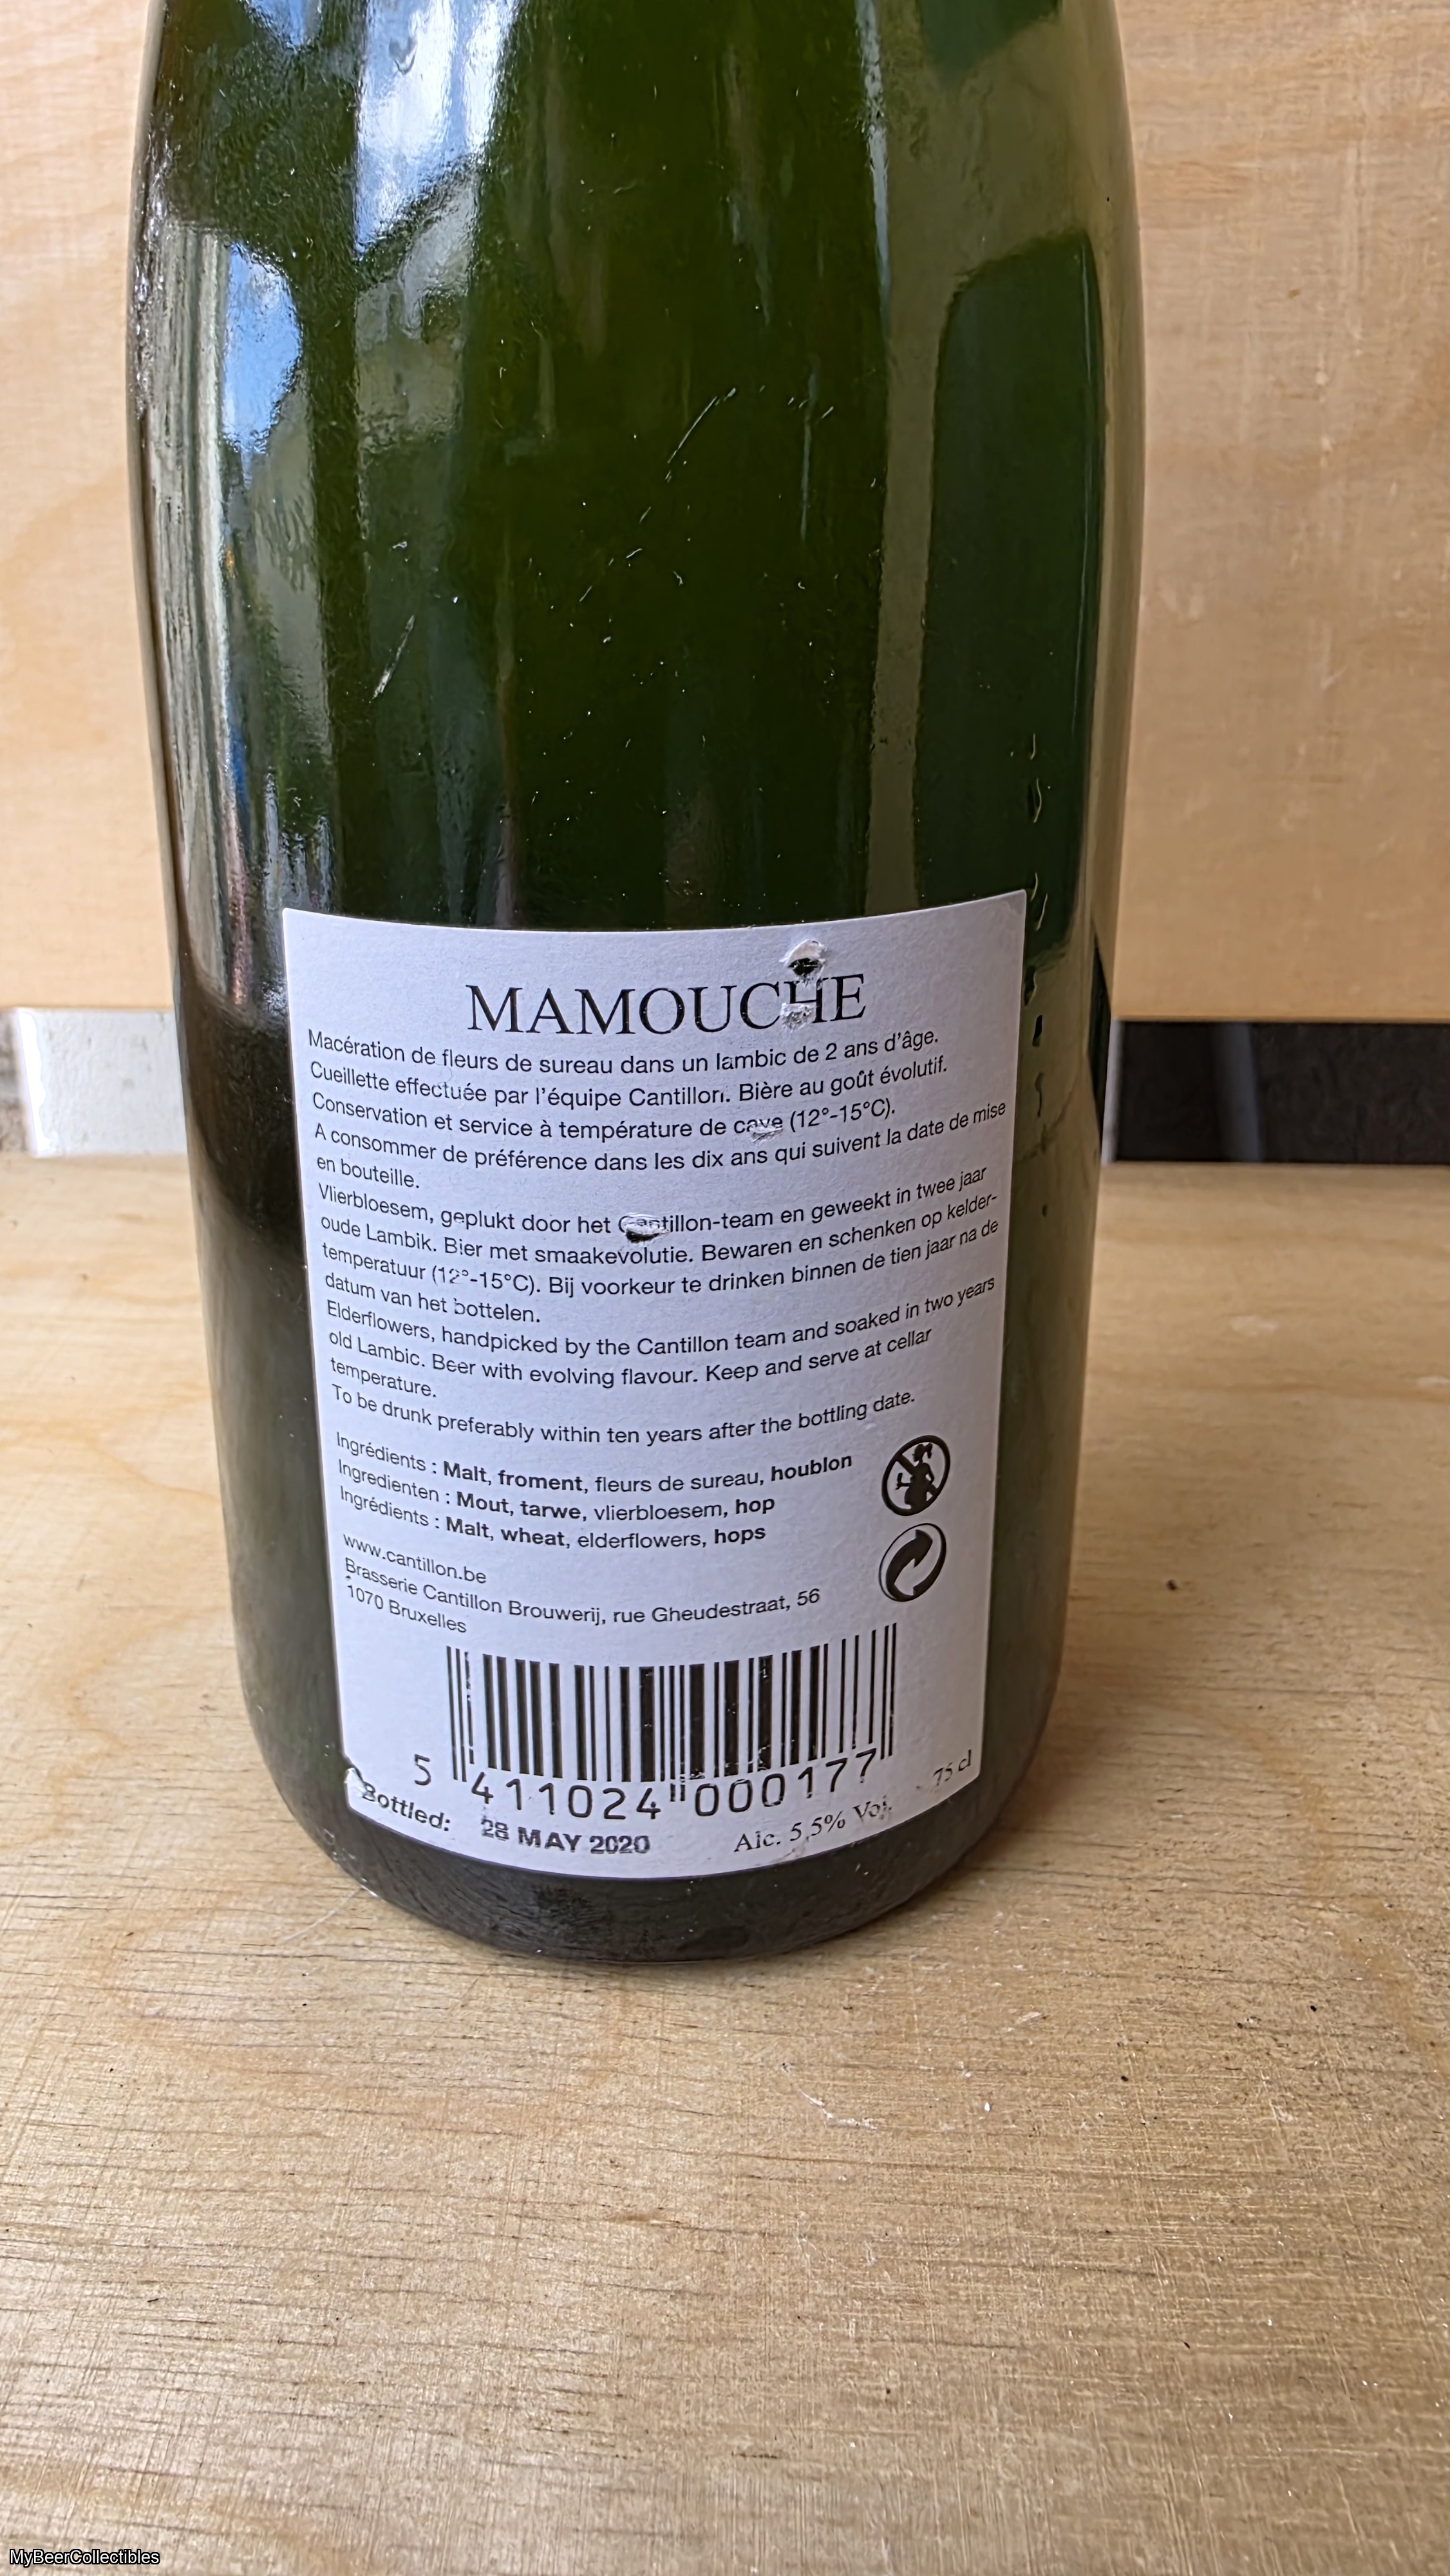 MAMOUCHE
Macération de fleurs de sureau dans un lambic de 2 ans d'âge.
Cueillette effectuée par l'équipe Cantillon. Bière au goût évolutif.
Conservation et service à température de cave (12°-15°C).
A consommer de préférence dans les dix ans qui suivent la date de mise
en bouteille.
Vlierbloesem, geplukt door het Cantillon-team en geweekt in twee jaar
oude Lambik. Bier met smaakevolutie. Bewaren en schenken op kelder-
temperatuur (12°-15°C). Bij voorkeur te drinken binnen de tien jaar na de
datum van het bottelen.
Elderflowers, handpicked by the Cantillon team and soaked in two years
old Lambic. Beer with evolving flavour. Keep and serve at cellar
temperature.
To be drunk preferably within ten years after the bottling date.
Ingrédients : Malt, froment, fleurs de sureau, houblon
Ingredienten : Mout, tarwe, vlierbloesem, hop
Ingrédients : Malt, wheat, elderflowers, hops
www.cantillon.be
Brasserie Cantillon Brouwerij, rue Gheudestraat, 56
1070 Bruxelles
5 411024 000177
Bottled: 28 MAY 2020 Alc. 5,5% Vol. 75 cl
MyBeerCollectibles